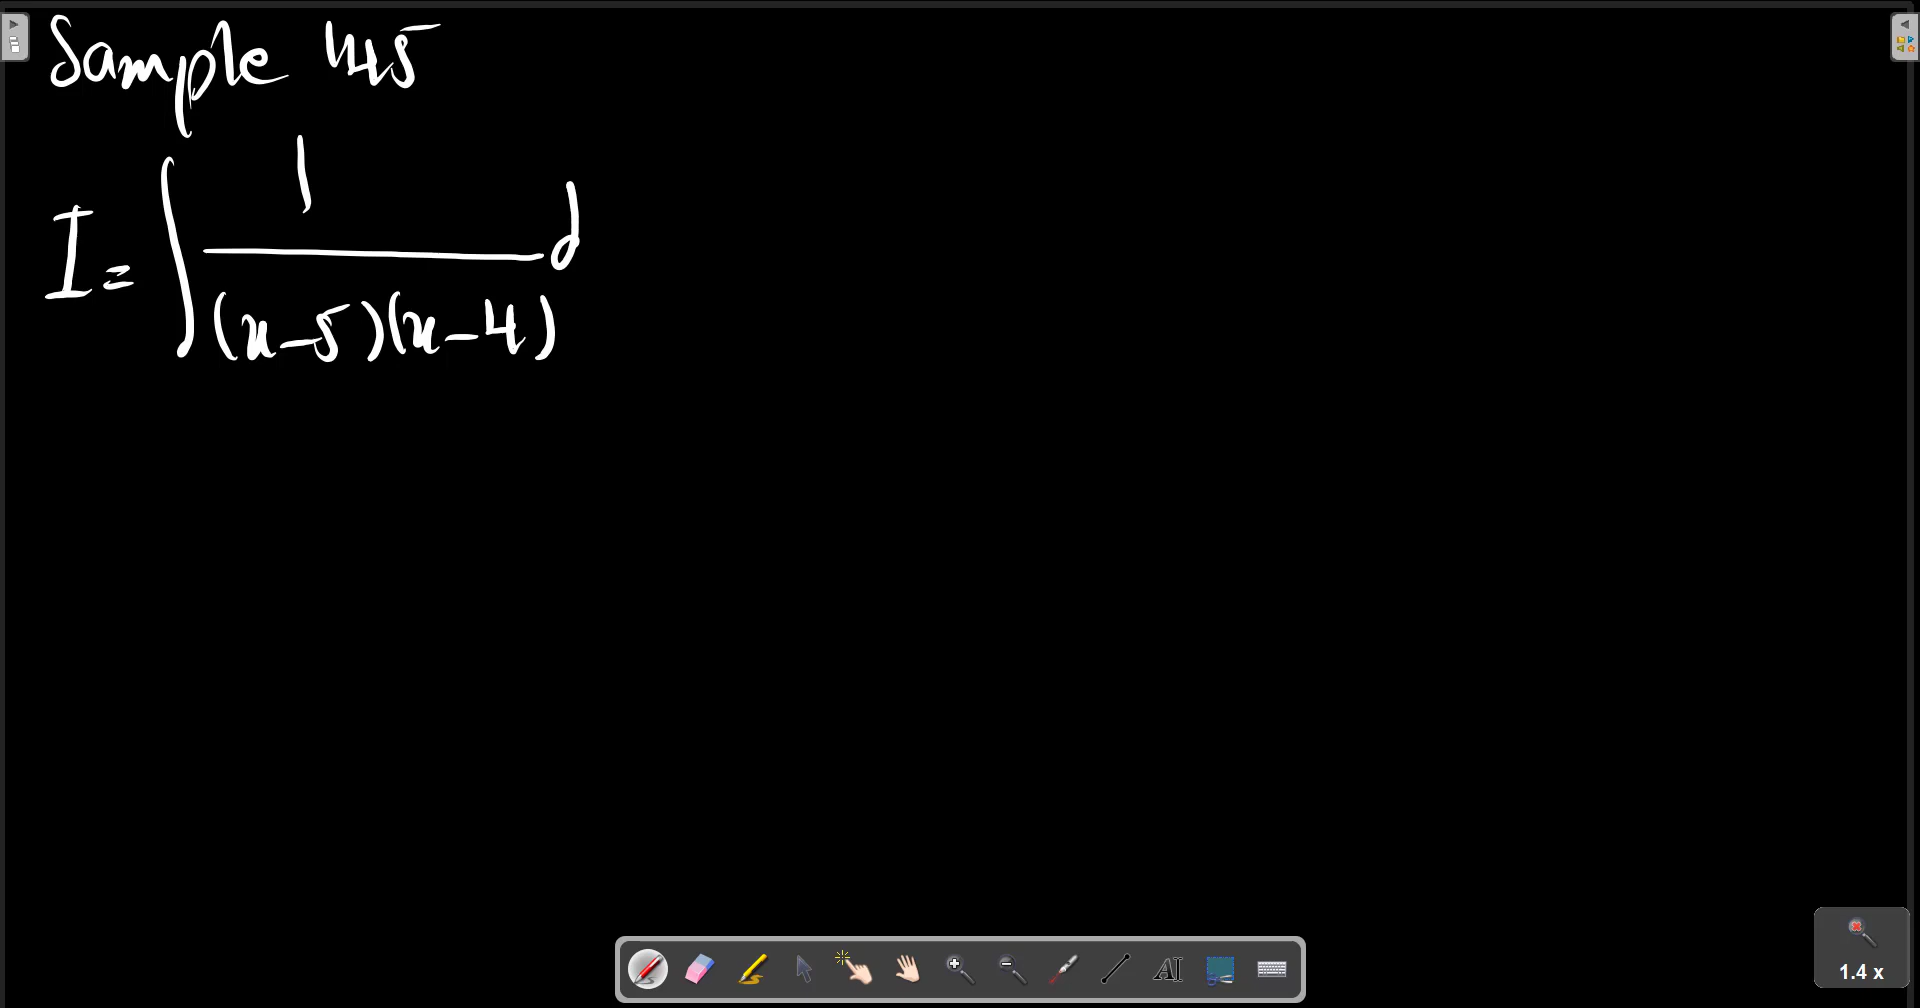 Sample 445
I = ∫ 1/((x-5)(x-4)) d
1.4 x